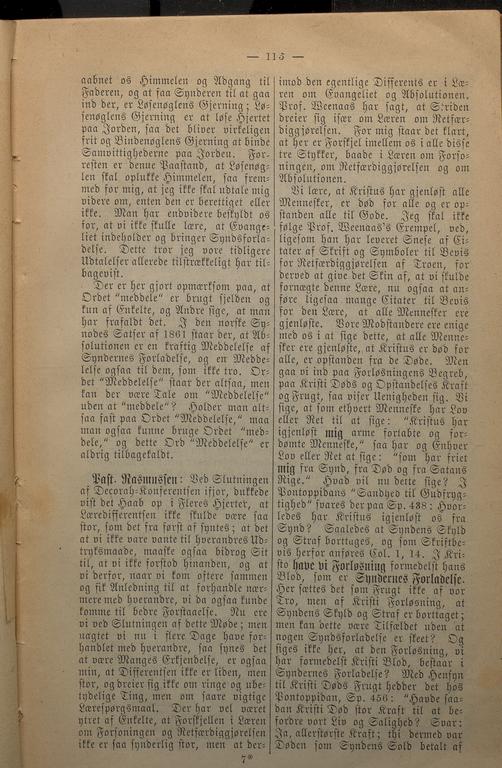 — 115 —
aabnet os Himmelen og Adgang til
Faderen, og at faa Synderen til at gaa
ind der, er Løsenøglens Gjerning; Lø-
senøglens Gjerning er at løse Hjertet
paa Jorden, saa det bliver virkeligen
frit og Bindenøglens Gjerning at binde
Samvittighederne paa Jorden. For-
resten er denne Paastand, at Løsenøg-
len skal oplukke Himmelen, saa frem-
med for mig, at jeg ikke skal udtale mig
videre om, enten den er berettiget eller
ikke. Man har endvidere beskyldt os
for, at vi ikke skulle lære, at Evange-
liet indeholder og bringer Syndsforla-
delse. Dette tror jeg vore tidligere
Udtalelser allerede tilstrækkeligt har til-
bagevist.
Der er her gjort opmærksom paa, at
Ordet "meddele" er brugt sjelden og
kun af Enkelte, og Andre sige, at man
har frafaldt det. I den norske Sy-
nodes Satser af 1861 staar der, at Ab-
solutionen er en kraftig Meddelelse af
Syndernes Forladelse, og en Medde-
lelse ogsaa til dem, som ikke tro. Or-
det "Meddelelse" staar der altsaa, men
kan der være Tale om "Meddelelse"
uden at "meddele"? Holder man alt-
saa fast paa Ordet "Meddelelse," maa
man ogsaa kunne bruge Ordet "med-
dele," og dette Ord "Meddelelse" er
aldrig tilbagekaldt.
Past. Rasmussen: Ved Slutningen
af Decorah-Konferentsen ifjor, dukkede
vist det Haab op i Fleres Hjerter, at
Læredifferentsen ikke skulde være saa
stor, som det fra først af syntes; at det
at vi ikke vare vante til hverandres Ud-
tryksmaade, maaske ogsaa bidrog Sit
til, at vi ikke forstod hinanden, og at
vi derfor, naar vi kom oftere sammen
og fik Anledning til at forhandle nær-
mere med hverandre, vi da ogsaa kunde
komme til bedre Forstaaelse. Nu ere
vi ved Slutningen af dette Møde; men
uagtet vi nu i flere Dage have for-
handlet med hverandre, saa synes det
at være Manges Erkjendelse, er ogsaa
min, at Differentsen ikke er liden, men
stor, og dreier sig ikke om ringe og ube-
tydelige Ting, men om saare vigtige
Lærespørgsmaal. Der har vel været
ytret af Enkelte, at Forskjellen i Læren
om Forsoningen og Retfærdiggjørelsen
ikke er saa synderlig stor, men at der-
imod den egentlige Differents er i Læ-
ren om Evangeliet og Absolutionen.
Prof. Weenaas har sagt, at Striden
dreier sig især om Læren om Retfær-
diggjørelsen. For mig staar det klart,
at her er Forskjel imellem os i alle disse
tre Stykker, baade i Læren om Forso-
ningen, om Retfærdiggjørelsen og om
Absolutionen.
Vi lære, at Kristus har gjenløst alle
Mennesker, er død for alle og er op-
standen alle til Gode. Jeg skal ikke
følge Prof. Weenaas's Exempel, ved,
ligesom han har leveret Snese af Ci-
tater af Skrift og Symboler til Bevis
for Retfærdiggjørelsen af Troen, for
derved at give det Skin af, at vi skulde
fornægte denne Lære, nu ogsaa at an-
føre ligesaa mange Citater til Bevis
for den Lære, at alle Mennesker ere
gjenløste. Vore Modstandere ere enige
med os i at sige dette, at alle Menne-
sker ere gjenløste, at Kristus er død for
alle, er opstanden fra de Døde. Men
gaa vi ind paa Forløsningens Begreb,
paa Kristi Døds og Opstandelses Kraft
og Frugt, saa viser Uenigheden sig. Vi
sige, at som ethvert Menneske har Lov
eller Ret til at sige: "Kristus har
igjenløst mig arme fortabte og for-
dømte Menneske," saa har og Enhver
Lov eller Ret at sige: "som har friet
mig fra Synd, fra Død og fra Satans
Rige." Hvad vil nu dette sige? I
Pontoppidans "Sandhed til Gudfryg-
tighed" svares der paa Sp. 438: Hvor-
ledes har Kristus igjenløst os fra
Synd? Saaledes at Syndens Skyld
og Straf borttages, og som Skriftbe-
vis herfor anføres Col. 1, 14. I Kri-
sto have vi Forløsning formedelst hans
Blod, som er Syndernes Forladelse.
Her sættes det som Frugt ikke af vor
Tro, men af Kristi Forløsning, at
Syndens Skyld og Straf er borttaget;
men kan dette være Tilfældet uden at
nogen Syndsforladelse er skeet? Og
siges ikke her, at den Forløsning, vi
har formedelst Kristi Blod, bestaar i
Syndernes Forladelse? Med Hensyn
til Kristi Døds Frugt hedder det hos
Pontoppidan, Sp. 456: "Havde saa-
dan Kristi Død stor Kraft til at be-
fordre vort Liv og Salighed? Svar:
Ja, allerstørste Kraft; thi dermed var
Døden som Syndens Sold betalt af
7*